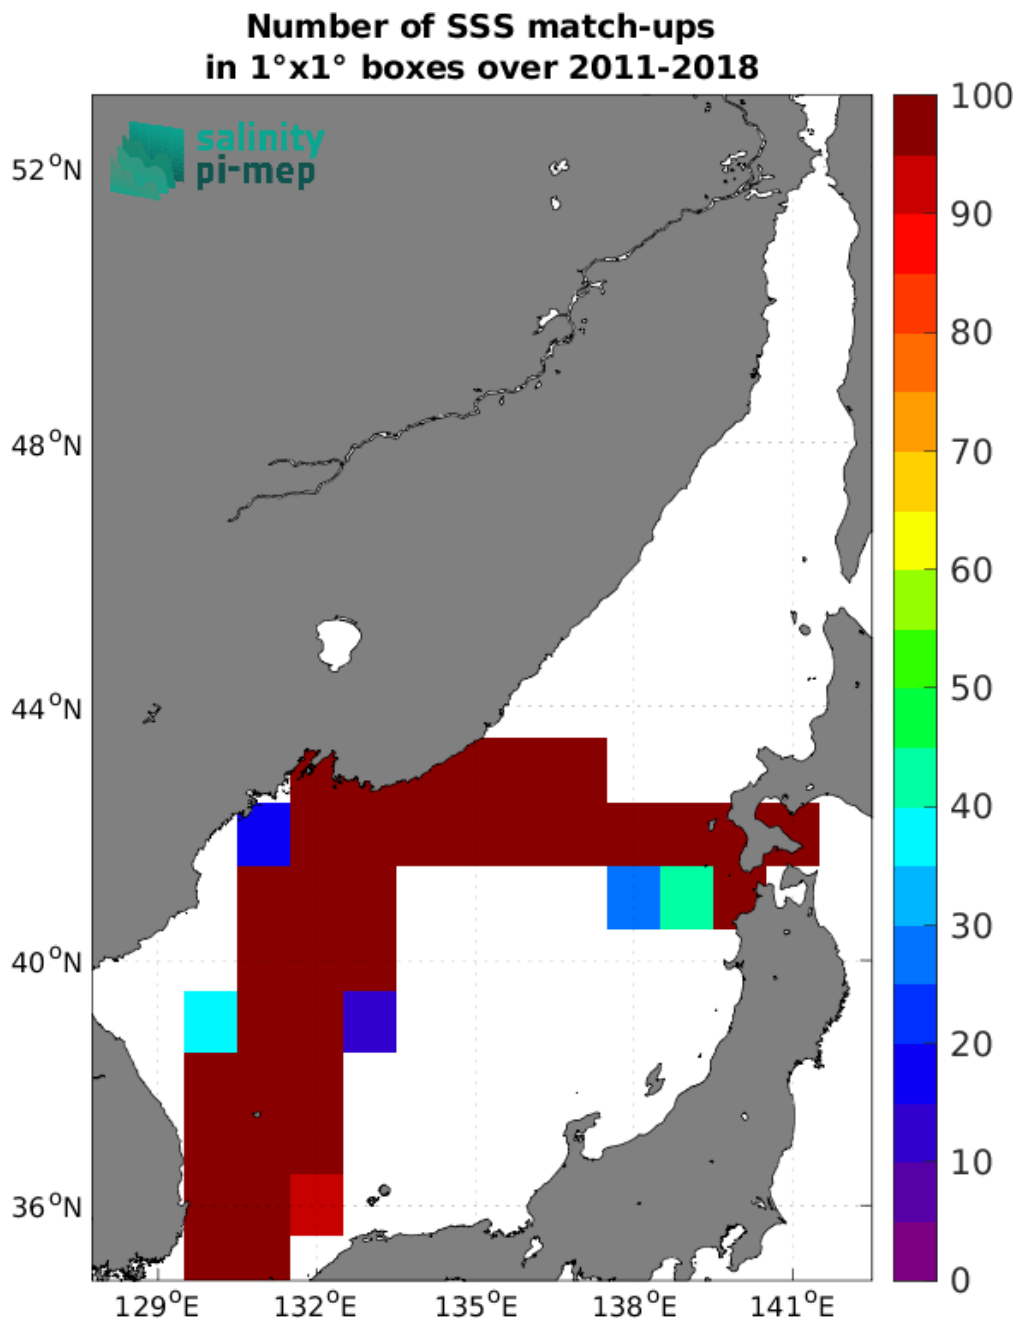 Number of SSS match-ups
in 1°x1° boxes over 2011-2018
salinity
pi-mep
52°N
48°N
44°N
40°N
36°N
129°E
132°E
135°E
138°E
141°E
100
90
80
70
60
50
40
30
20
10
0